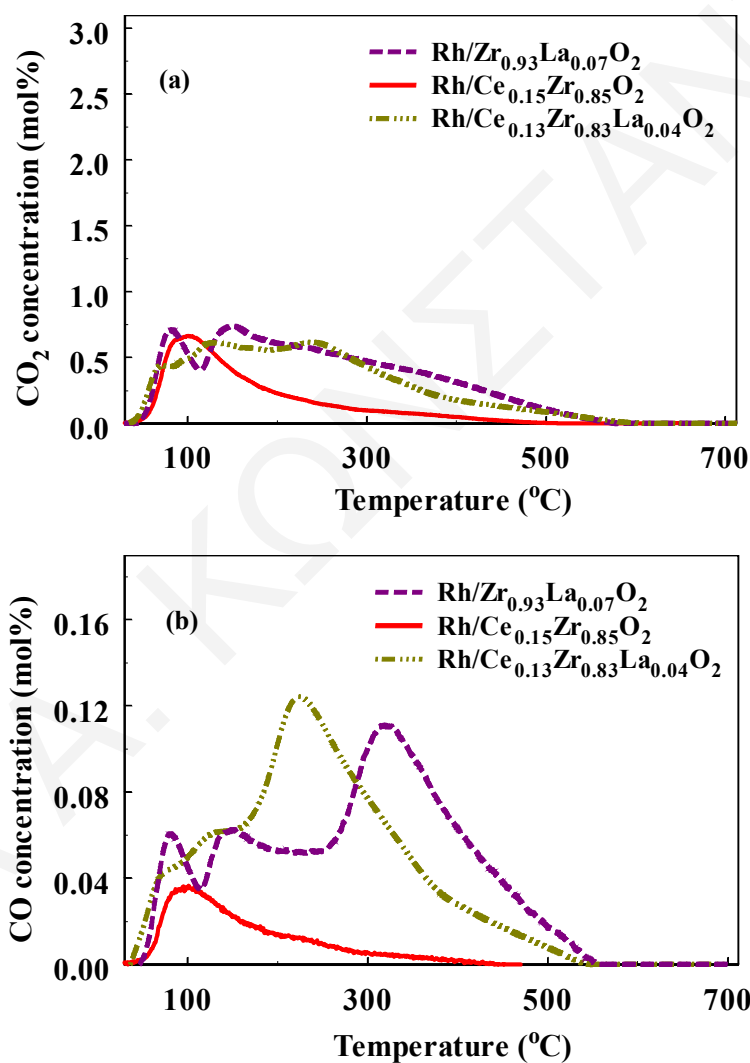 3.0
2.5
2.0
1.5
1.0
0.5
0.0
CO₂ concentration (mol%)
(a)
Rh/Zr₀.₉₃La₀.₀₇O₂
Rh/Ce₀.₁₅Zr₀.₈₅O₂
Rh/Ce₀.₁₃Zr₀.₈₃La₀.₀₄O₂
100 300 500 700
Temperature (ºC)
0.16
0.12
0.08
0.04
0.00
CO concentration (mol%)
(b)
Rh/Zr₀.₉₃La₀.₀₇O₂
Rh/Ce₀.₁₅Zr₀.₈₅O₂
Rh/Ce₀.₁₃Zr₀.₈₃La₀.₀₄O₂
100 300 500 700
Temperature (ºC)
Α. ΚΩΝΣΤΑΝ